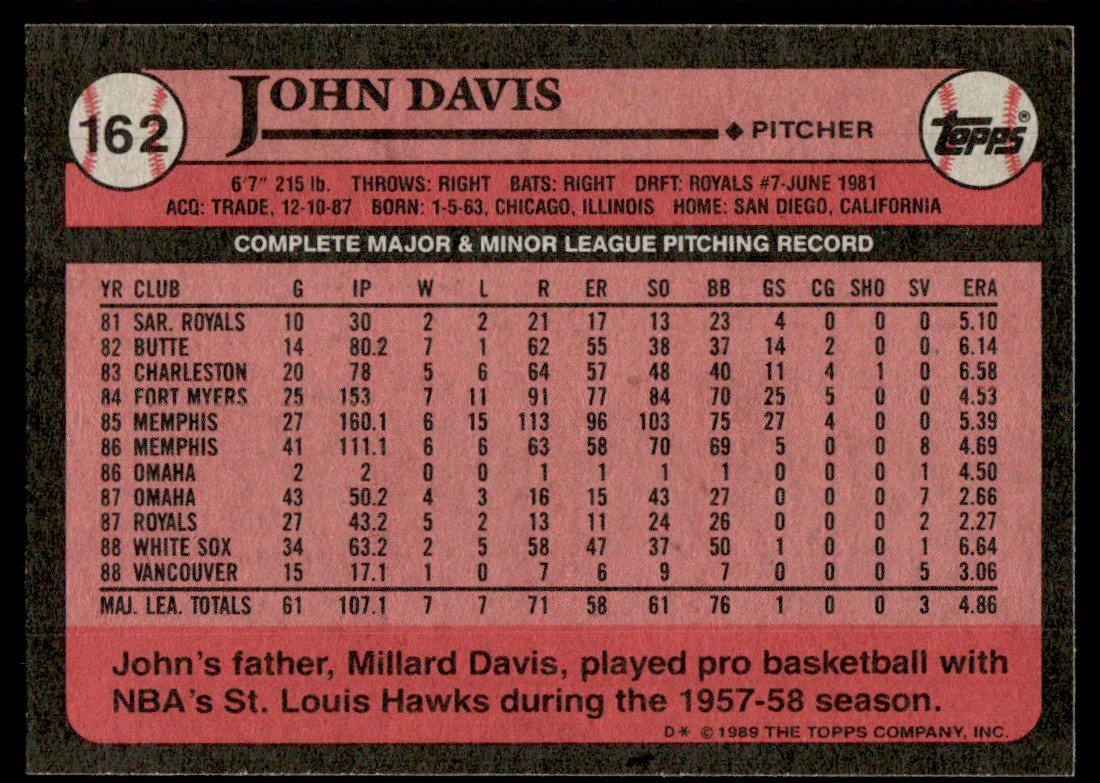 162
JOHN DAVIS
PITCHER
TOPPS®
6'7" 215 lb. THROWS: RIGHT BATS: RIGHT DRFT: ROYALS #7-JUNE 1981
ACQ: TRADE, 12-10-87 BORN: 1-5-63, CHICAGO, ILLINOIS HOME: SAN DIEGO, CALIFORNIA
COMPLETE MAJOR & MINOR LEAGUE PITCHING RECORD
YR CLUB G IP W L R ER SO BB GS CG SHO SV ERA
81 SAR. ROYALS 10 30 2 2 21 17 13 23 4 0 0 0 5.10
82 BUTTE 14 80.2 7 1 62 55 38 37 14 2 0 0 6.14
83 CHARLESTON 20 78 5 6 64 57 48 40 11 4 1 0 6.58
84 FORT MYERS 25 153 7 11 91 77 84 70 25 5 0 0 4.53
85 MEMPHIS 27 160.1 6 15 113 96 103 75 27 4 0 0 5.39
86 MEMPHIS 41 111.1 6 6 63 58 70 69 5 0 0 8 4.69
86 OMAHA 2 2 0 0 1 1 1 1 0 0 0 1 4.50
87 OMAHA 43 50.2 4 3 16 15 43 27 0 0 0 7 2.66
87 ROYALS 27 43.2 5 2 13 11 24 26 0 0 0 2 2.27
88 WHITE SOX 34 63.2 2 5 58 47 37 50 1 0 0 1 6.64
88 VANCOUVER 15 17.1 1 0 7 6 9 7 0 0 0 5 3.06
MAJ. LEA. TOTALS 61 107.1 7 7 71 58 61 76 1 0 0 3 4.86
John's father, Millard Davis, played pro basketball with
NBA's St. Louis Hawks during the 1957-58 season.
D* © 1989 THE TOPPS COMPANY, INC.